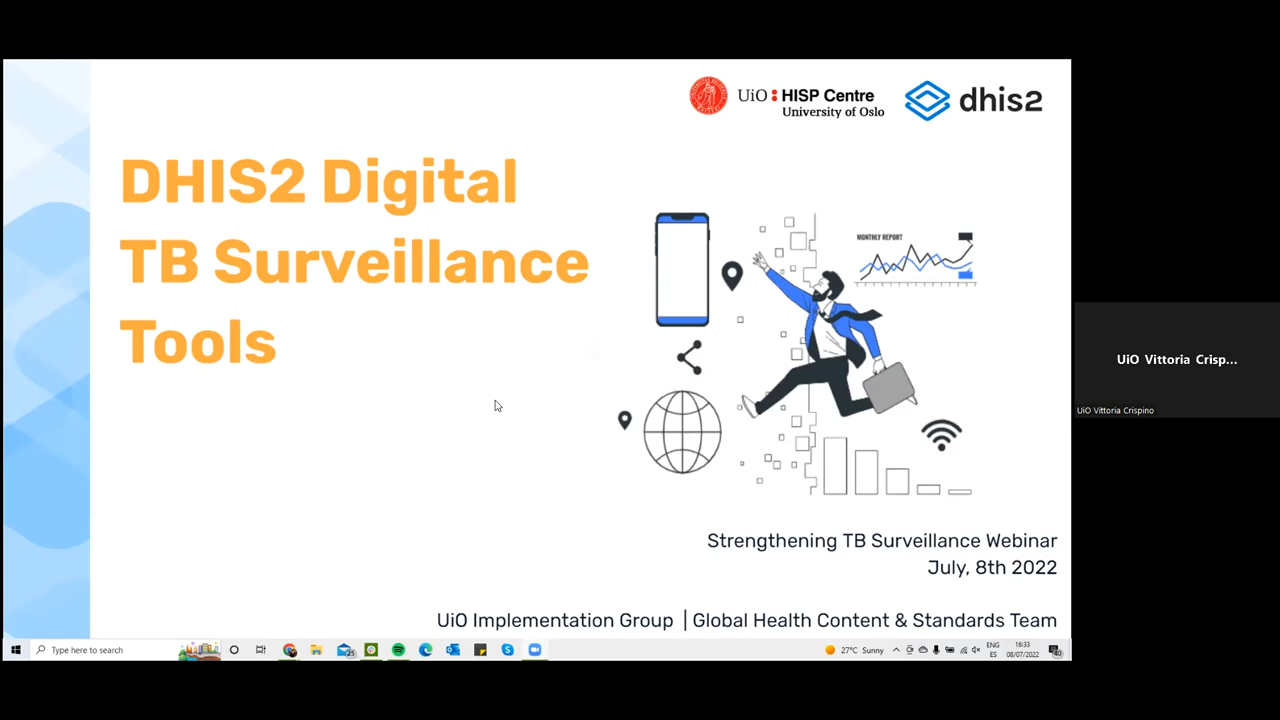 UiO : HISP Centre
University of Oslo
dhis2
DHIS2 Digital
TB Surveillance
Tools
MONTHLY REPORT
Strengthening TB Surveillance Webinar
July, 8th 2022
UiO Implementation Group | Global Health Content & Standards Team
UiO Vittoria Crisp...
UiO Vittoria Crispino
Type here to search
25
27°C Sunny
ENG
ES
16:33
08/07/2022